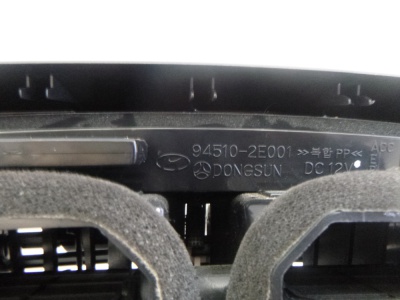 94510-2E001 >>복합 PP<<
DONGSUN DC 12V